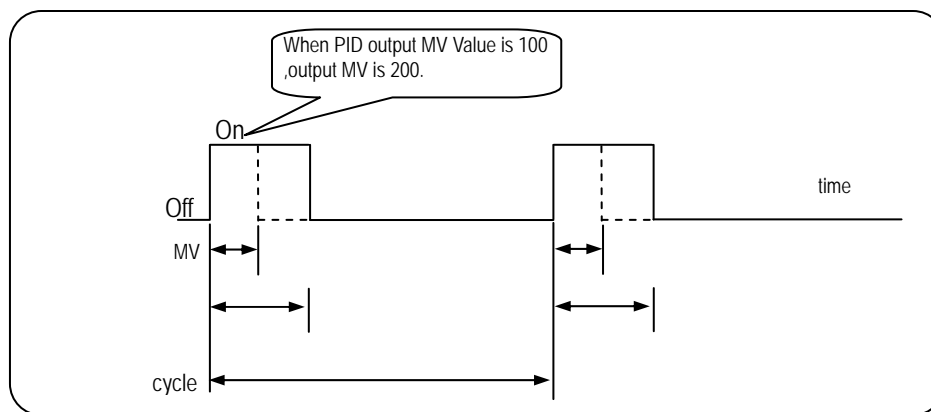 When PID output MV Value is 100
,output MV is 200.
On
time
Off
MV
cycle